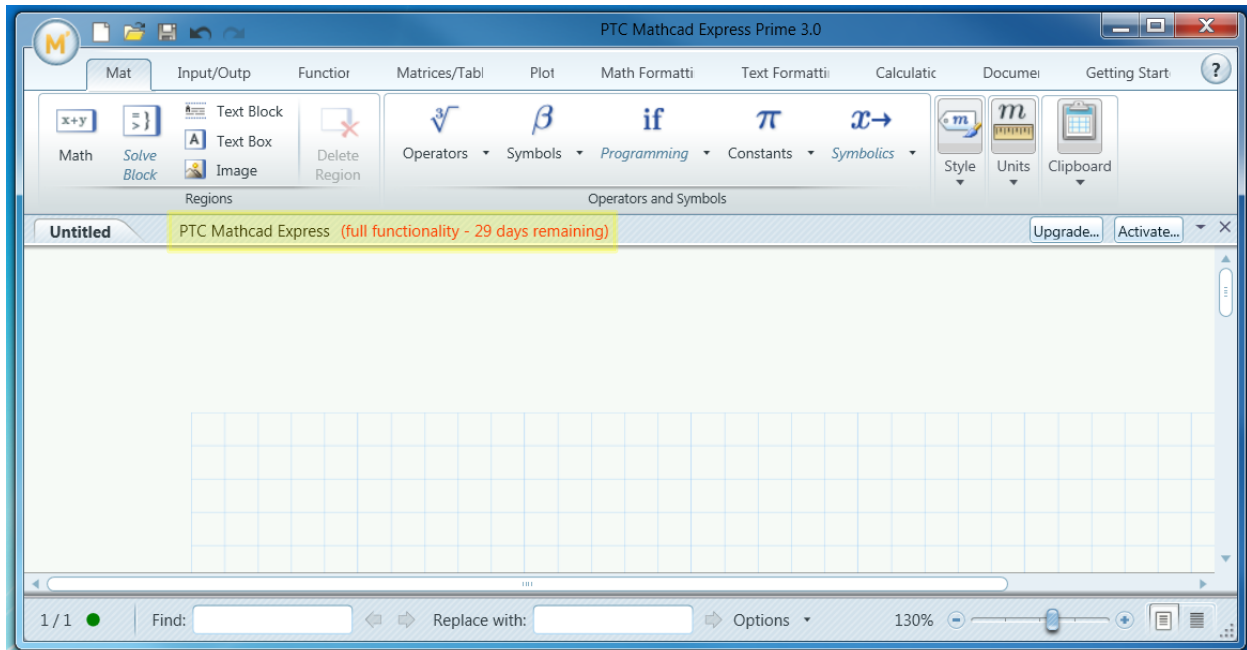 PTC Mathcad Express Prime 3.0
Mat Input/Outp Functior Matrices/Tabl Plot Math Formatti Text Formattii Calculatic Documer Getting Start ?
x+y Math
Solve Block
Text Block
Text Box
Image
Delete Region
Operators
β Symbols
if Programming
π Constants
x→ Symbolics
m Style
m Units
Clipboard
Regions
Operators and Symbols
Untitled PTC Mathcad Express (full functionality - 29 days remaining) Upgrade... Activate...
1 / 1 Find: Replace with: Options 130%